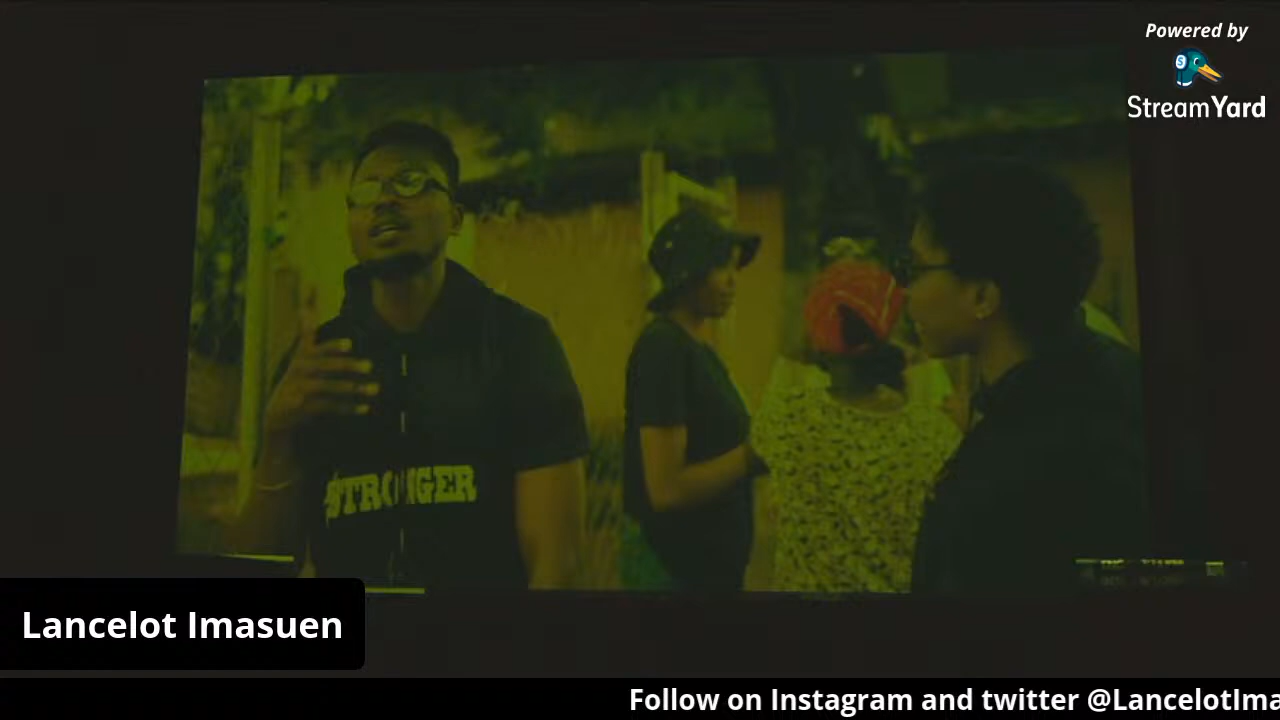 Powered by
StreamYard
STRONGER
Lancelot Imasuen
Follow on Instagram and twitter @LancelotIma